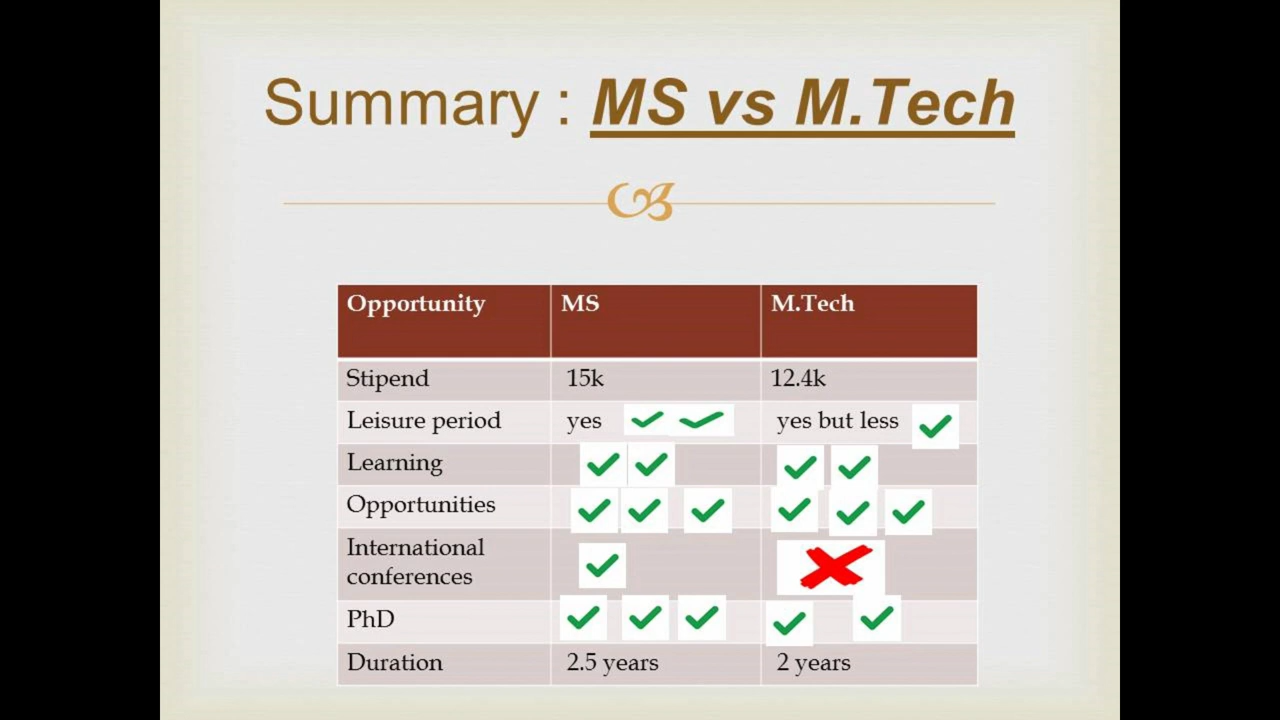 Summary : MS vs M.Tech
Opportunity MS M.Tech
Stipend 15k 12.4k
Leisure period yes yes but less
Learning
Opportunities
International
conferences
PhD
Duration 2.5 years 2 years